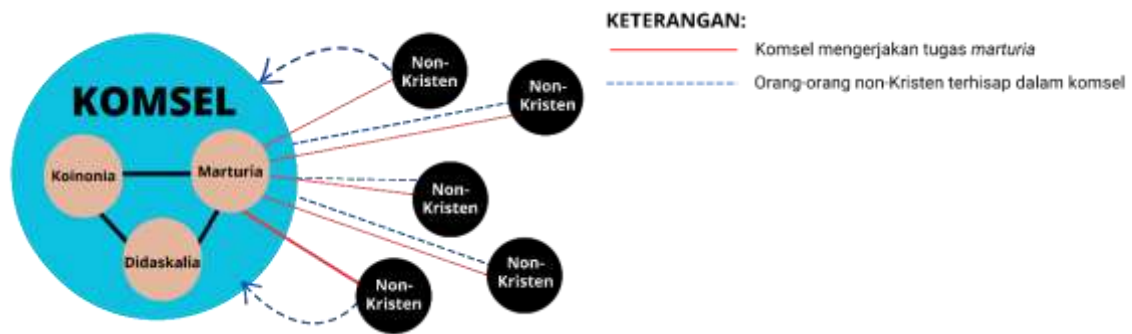 KETERANGAN:
Komsel mengerjakan tugas marturia
Orang-orang non-Kristen terhisap dalam komsel
KOMSEL
Koinonia
Marturia
Didaskalia
Non-
Kristen
Non-
Kristen
Non-
Kristen
Non-
Kristen
Non-
Kristen